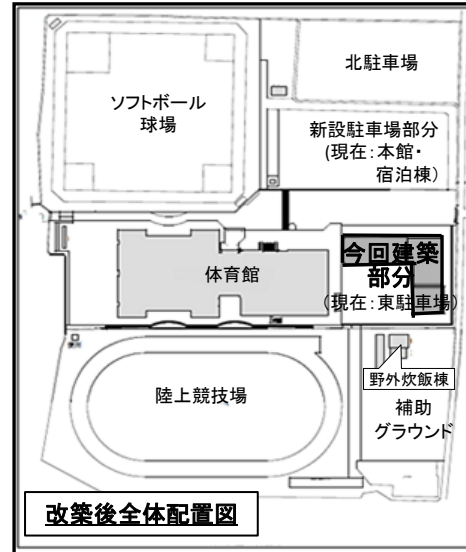 北駐車場
ソフトボール
球場
新設駐車場部分
(現在:本館・
宿泊棟)
今回建築
部分
(現在:東駐車場)
体育館
野外炊飯棟
陸上競技場
補助
グラウンド
改築後全体配置図